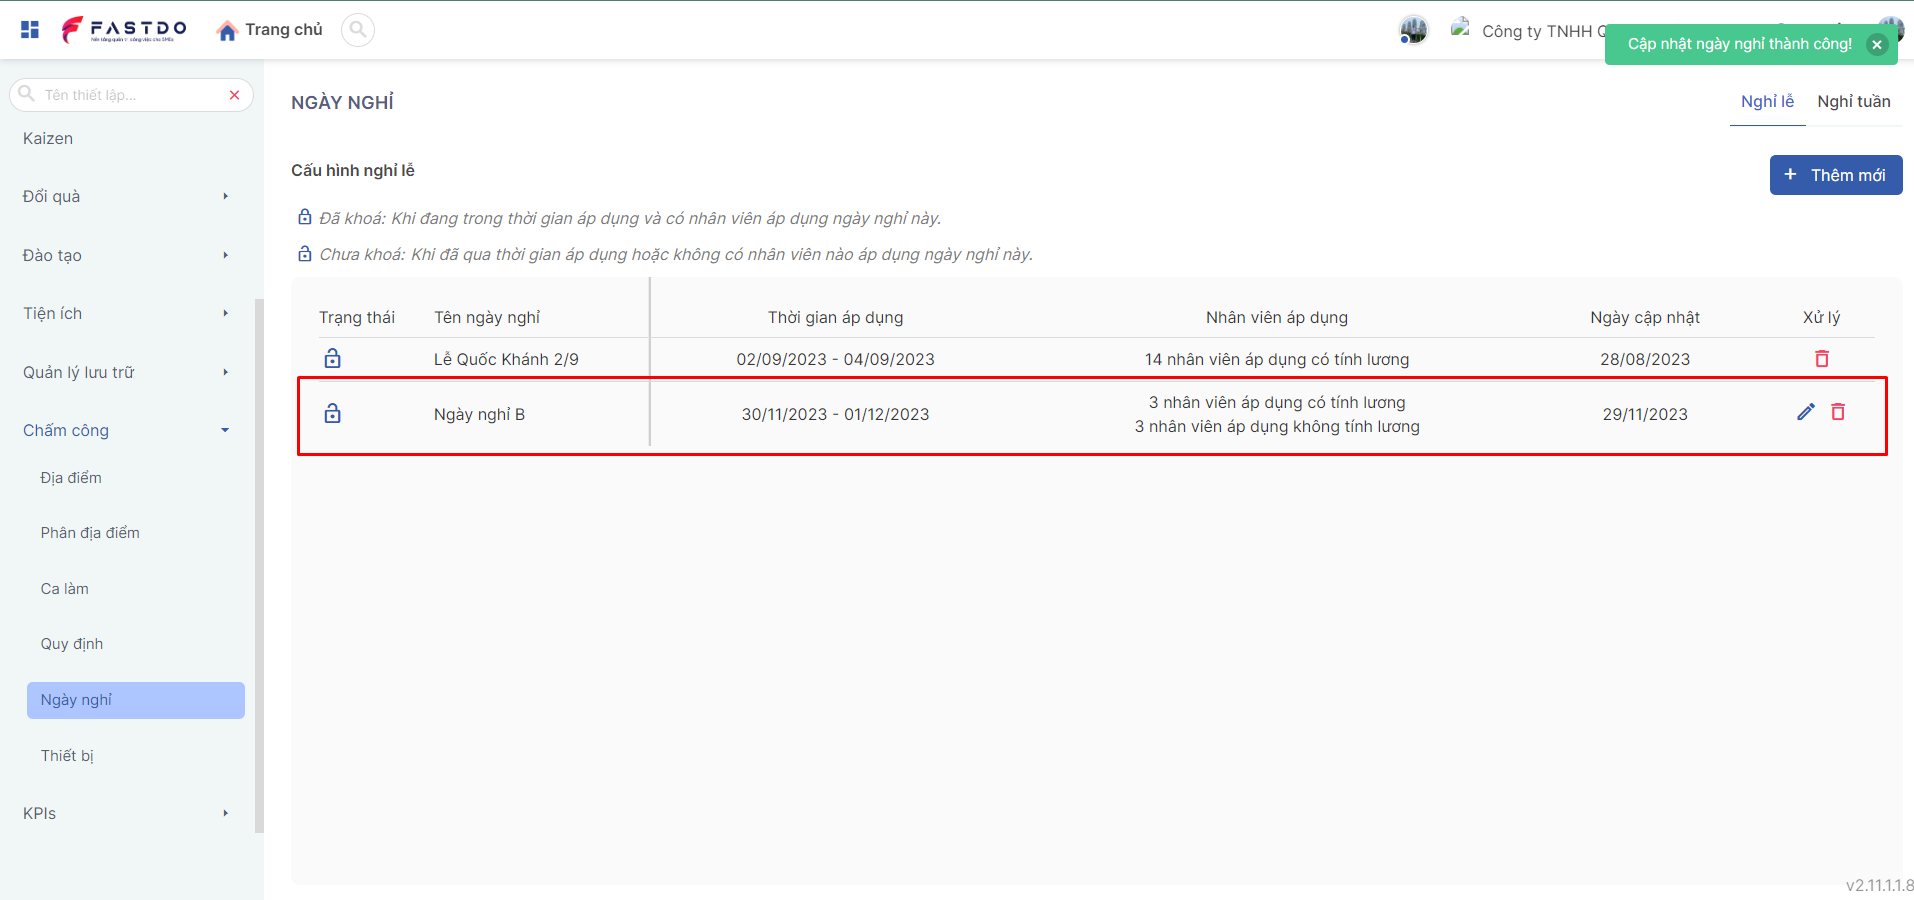 FASTDO
Trang chủ
Công ty TNHH
Cập nhật ngày nghỉ thành công!
Tên thiết lập...
Kaizen
Đổi quà
Đào tạo
Tiện ích
Quản lý lưu trữ
Chấm công
Địa điểm
Phân địa điểm
Ca làm
Quy định
Ngày nghỉ
Thiết bị
KPIs
NGÀY NGHỈ
Nghỉ lễ Nghỉ tuần
Cấu hình nghỉ lễ
+ Thêm mới
Đã khoá: Khi đang trong thời gian áp dụng và có nhân viên áp dụng ngày nghỉ này.
Chưa khoá: Khi đã qua thời gian áp dụng hoặc không có nhân viên nào áp dụng ngày nghỉ này.
Trạng thái Tên ngày nghỉ Thời gian áp dụng Nhân viên áp dụng Ngày cập nhật Xử lý
Lễ Quốc Khánh 2/9 02/09/2023 - 04/09/2023 14 nhân viên áp dụng có tính lương 28/08/2023
Ngày nghỉ B 30/11/2023 - 01/12/2023 3 nhân viên áp dụng có tính lương 29/11/2023
3 nhân viên áp dụng không tính lương
v2.11.1.1.8